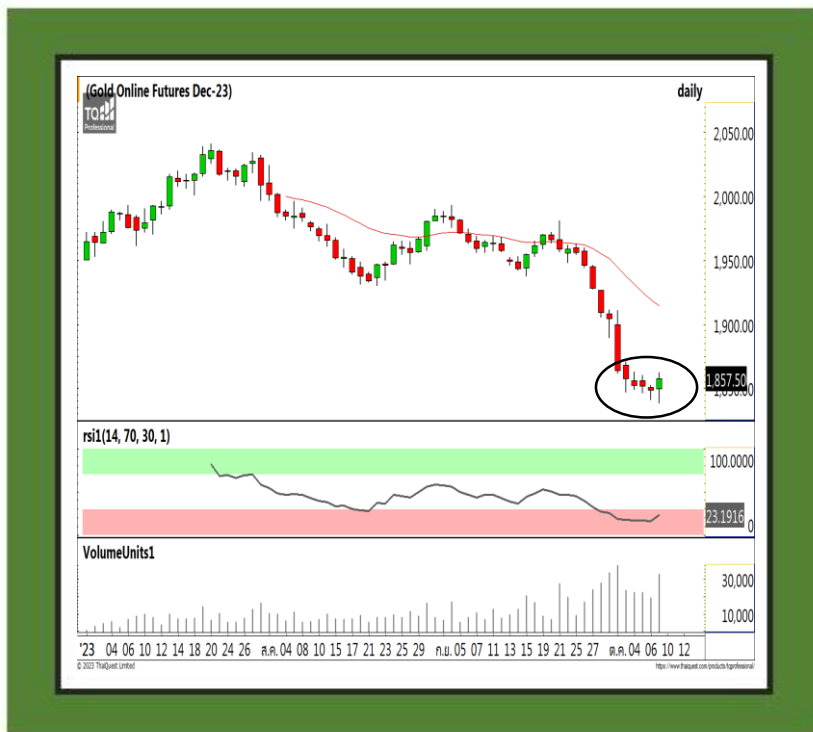 (Gold Online Futures Dec-23) daily
TQ
Professional
2,050.00
2,000.00
1,950.00
1,900.00
1,857.50
rsi1(14, 70, 30, 1)
100.0000
23.1916 0
VolumeUnits1
30,000
10,000
'23 04 06 10 12 14 18 20 24 26 ส.ค. 04 08 10 15 17 21 23 25 29 ก.ย. 05 07 11 13 15 19 21 25 27 ต.ค. 04 06 10 12
© 2023 ThaiQuest Limited https://www.thaiquest.com/products/tqprofessional/